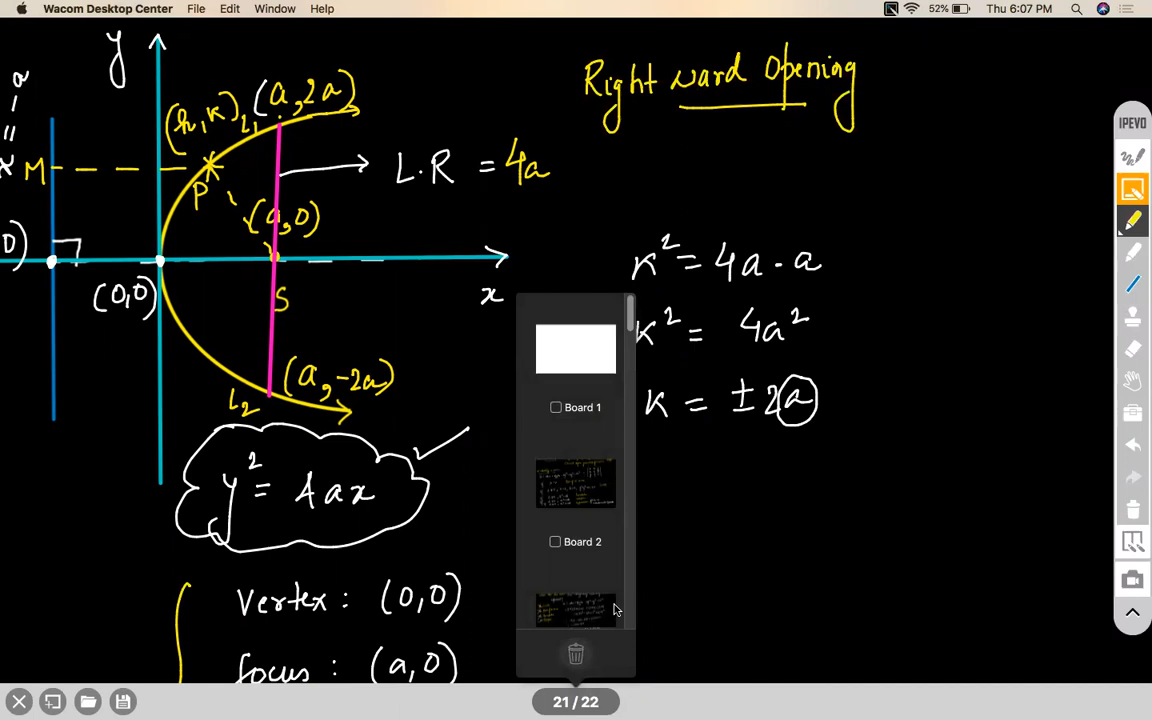 Wacom Desktop Center File Edit Window Help 52% Thu 6:07 PM
Right ward Opening
y
(h, k) L₁ (a, 2a)
M
P
L.R = 4a
(a, 0)
(0,0)
x
S
(a, -2a)
L₂
y² = 4ax
Vertex : (0,0)
focus : (a, 0)
k² = 4a . a
k² = 4a²
k = ± 2a
Board 1
Board 2
21 / 22
IPEVO